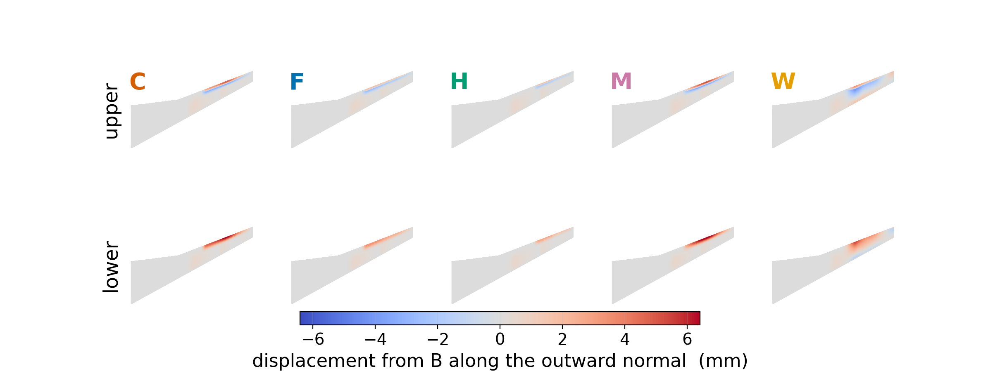 C F H M W
upper
lower
−6 −4 −2 0 2 4 6
displacement from B along the outward normal (mm)